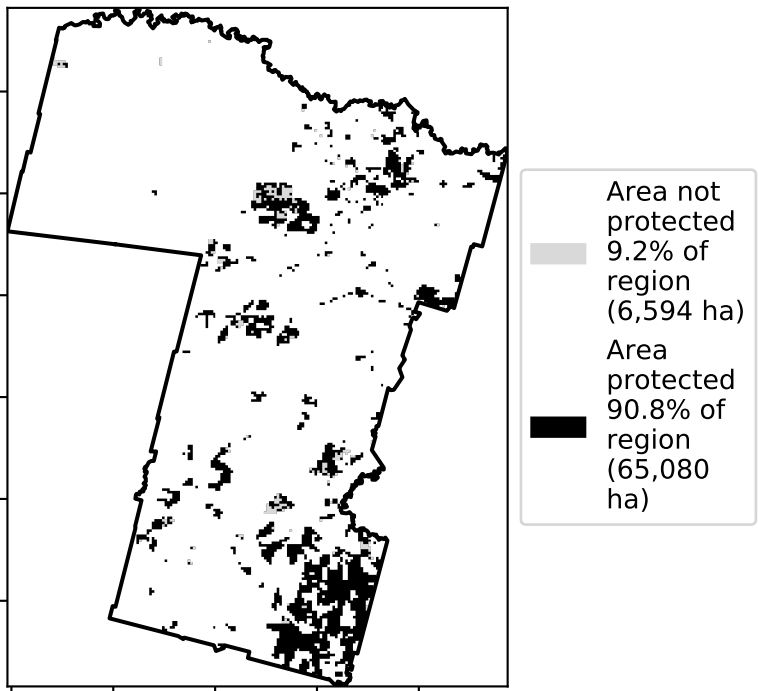 Area not
protected
9.2% of
region
(6,594 ha)
Area
protected
90.8% of
region
(65,080
ha)